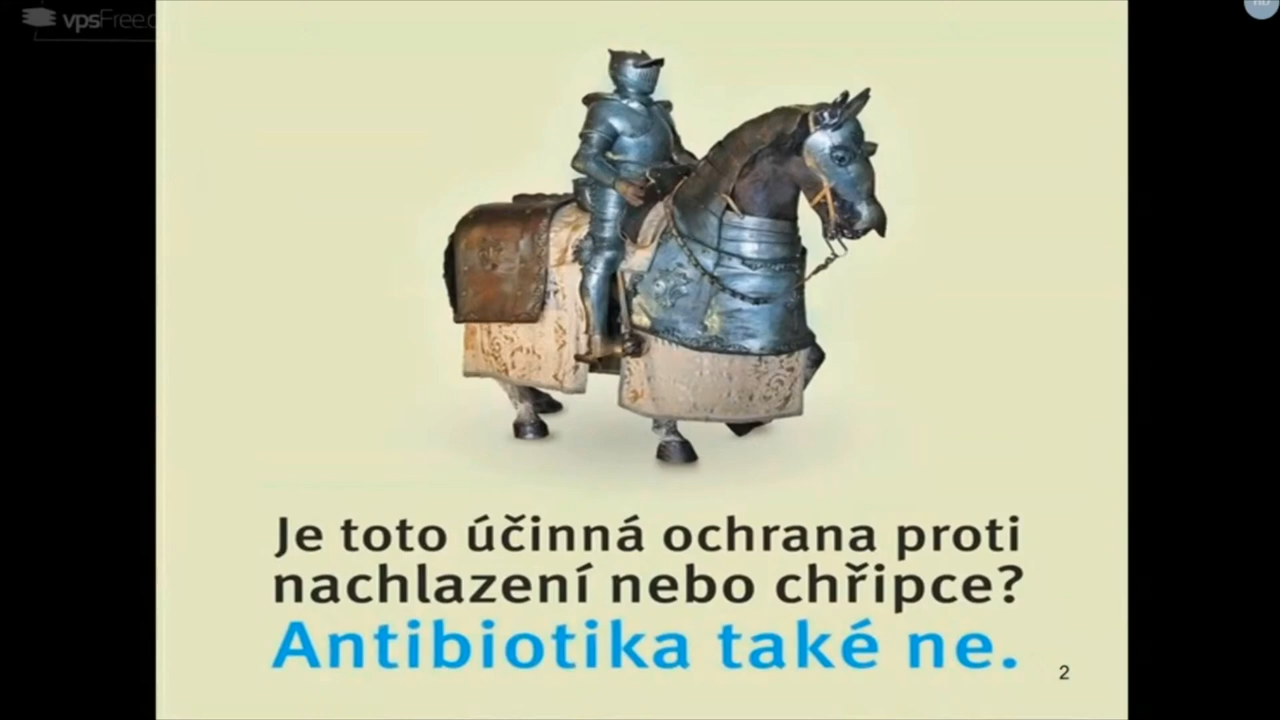 vpsFree.c
Je toto účinná ochrana proti
nachlazení nebo chřipce?
Antibiotika také ne.
2